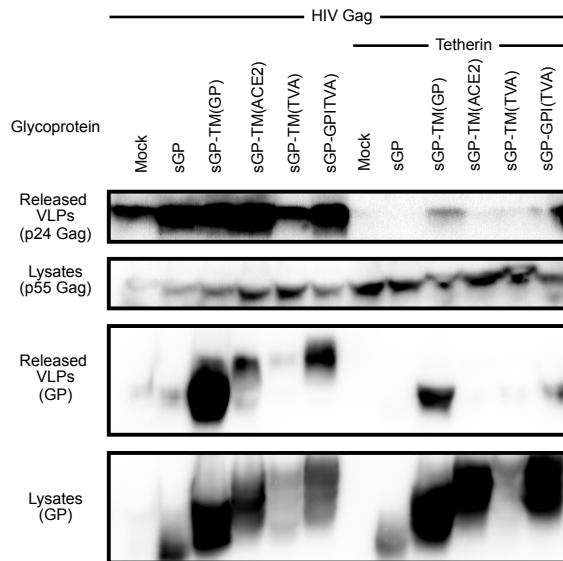 HIV Gag
Tetherin
Glycoprotein
Mock
sGP
sGP-TM(GP)
sGP-TM(ACE2)
sGP-TM(TVA)
sGP-GPITVA)
Mock
sGP
sGP-TM(GP)
sGP-TM(ACE2)
sGP-TM(TVA)
sGP-GPI(TVA)
Released
VLPs
(p24 Gag)
Lysates
(p55 Gag)
Released
VLPs
(GP)
Lysates
(GP)